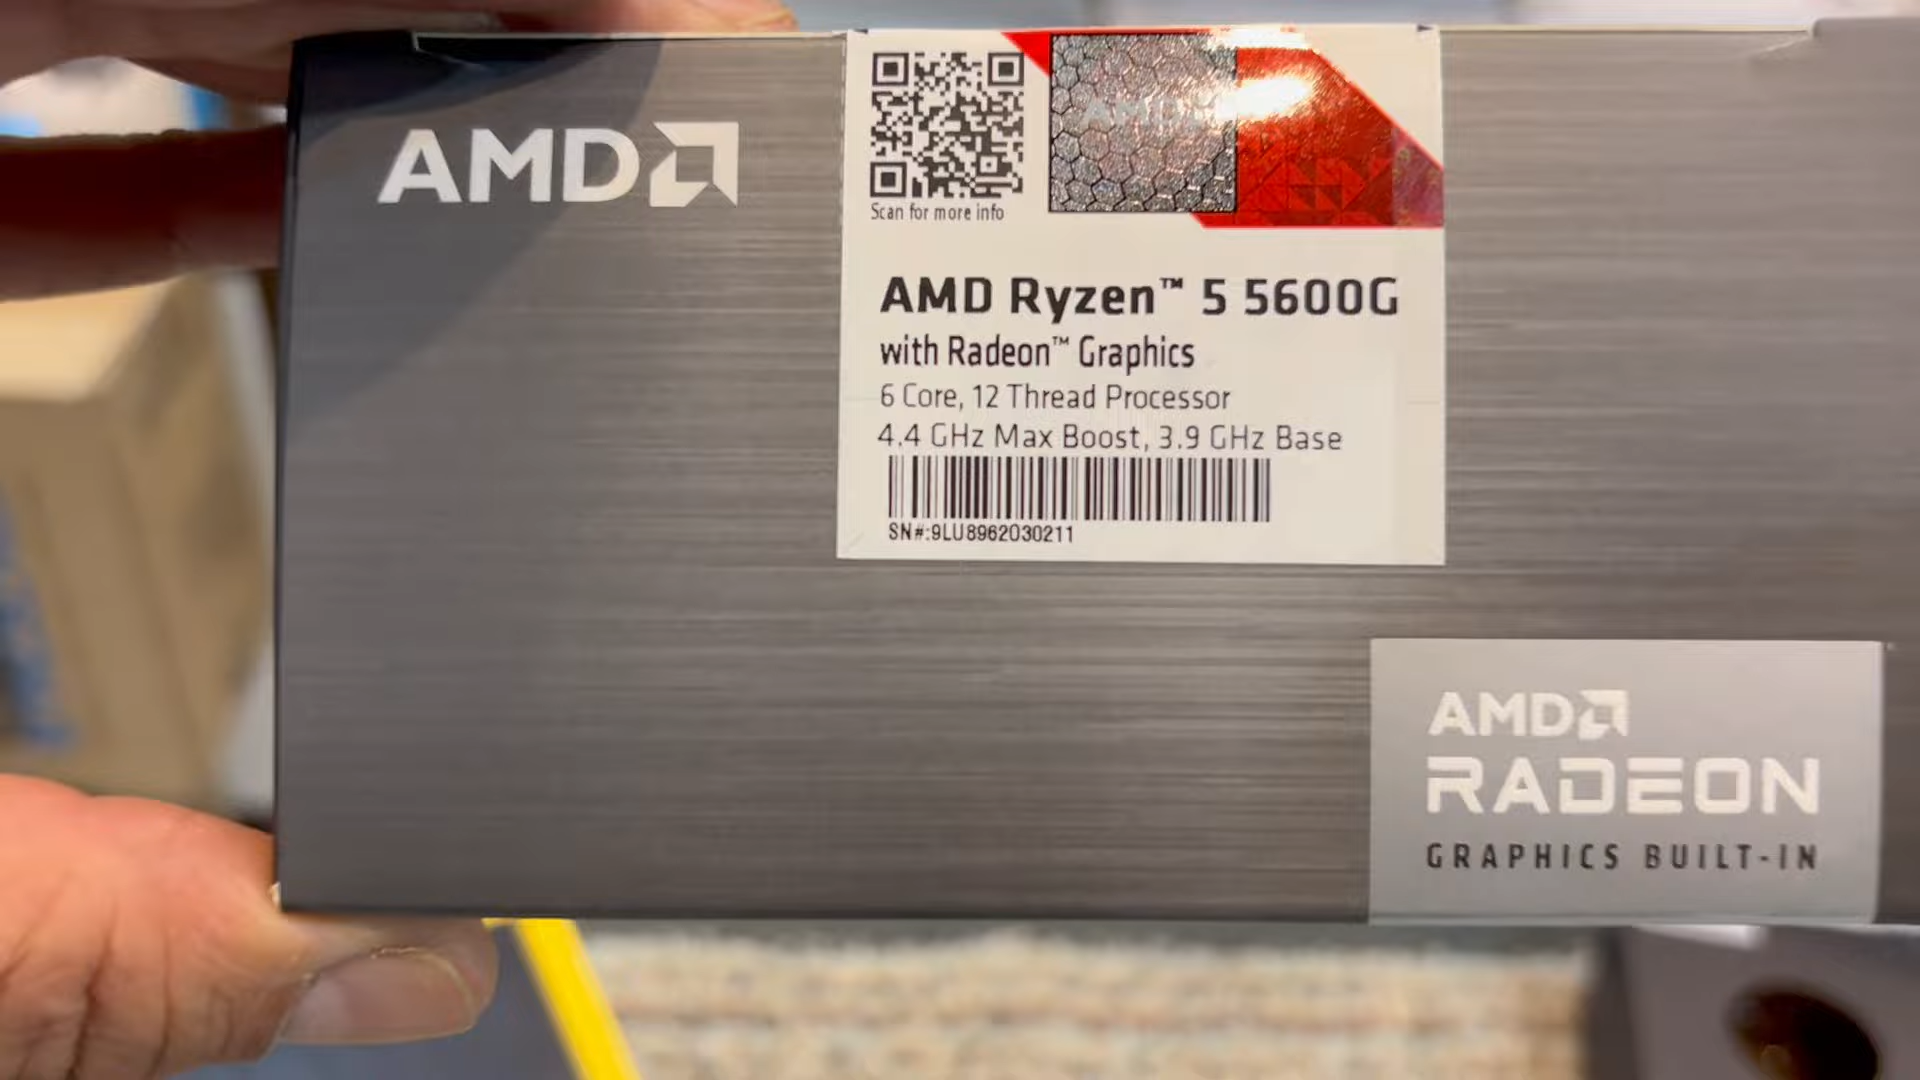 AMD
Scan for more info
AMD
AMD Ryzen™ 5 5600G
with Radeon™ Graphics
6 Core, 12 Thread Processor
4.4 GHz Max Boost, 3.9 GHz Base
SN#:9LU8962030211
AMD
RADEON
GRAPHICS BUILT-IN